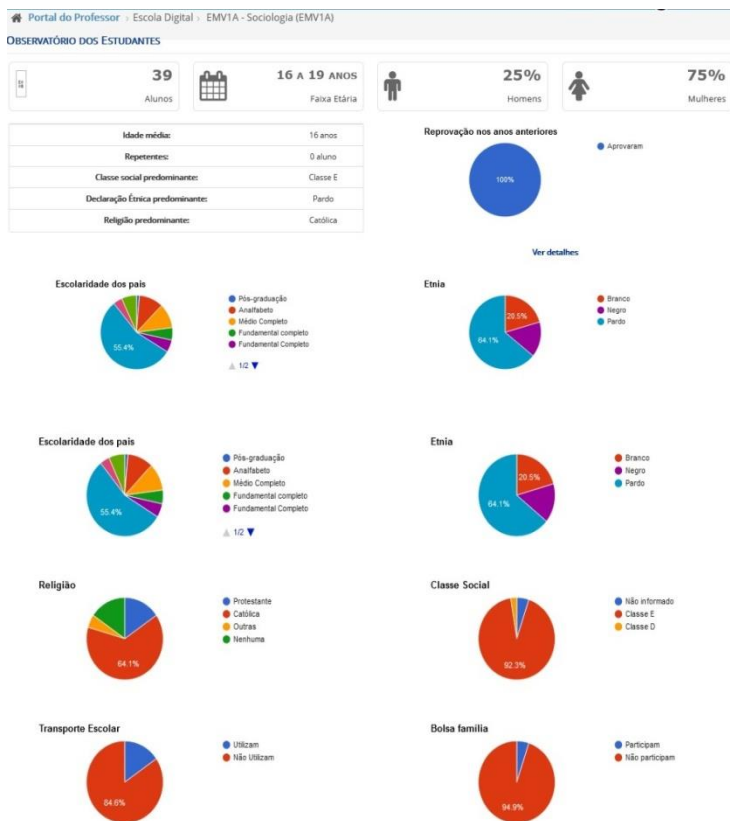 Portal do Professor › Escola Digital › EMV1A - Sociologia (EMV1A)
OBSERVATÓRIO DOS ESTUDANTES
39
Alunos
16 A 19 ANOS
Faixa Etária
25%
Homens
75%
Mulheres
Idade média: 16 anos
Repetentes: 0 aluno
Classe social predominante: Classe E
Declaração Étnica predominante: Pardo
Religião predominante: Católica
Reprovação nos anos anteriores
Aprovaram
100%
Ver detalhes
Escolaridade dos pais
55.4%
Pós-graduação
Analfabeto
Médio Completo
Fundamental completo
Fundamental Completo
1/2
Etnia
20.5%
64.1%
Branco
Negro
Pardo
Escolaridade dos pais
55.4%
Pós-graduação
Analfabeto
Médio Completo
Fundamental completo
Fundamental Completo
1/2
Etnia
20.5%
64.1%
Branco
Negro
Pardo
Religião
64.1%
Protestante
Católica
Outras
Nenhuma
Classe Social
92.3%
Não informado
Classe E
Classe D
Transporte Escolar
84.6%
Utilizam
Não Utilizam
Bolsa família
94.9%
Participam
Não participam